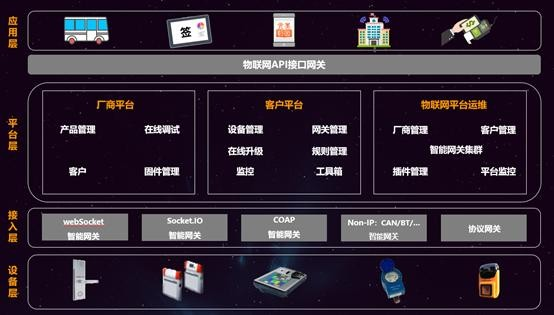 应用层
签
物联网API接口网关
平台层
厂商平台
产品管理 在线调试
客户 固件管理
客户平台
设备管理 网关管理
在线升级 规则管理
监控 工具箱
物联网平台运维
厂商管理 客户管理
智能网关集群
插件管理 平台监控
接入层
webSocket
智能网关
Socket.IO
智能网关
COAP
智能网关
Non-IP：CAN/BT/...
智能网关
协议网关
设备层